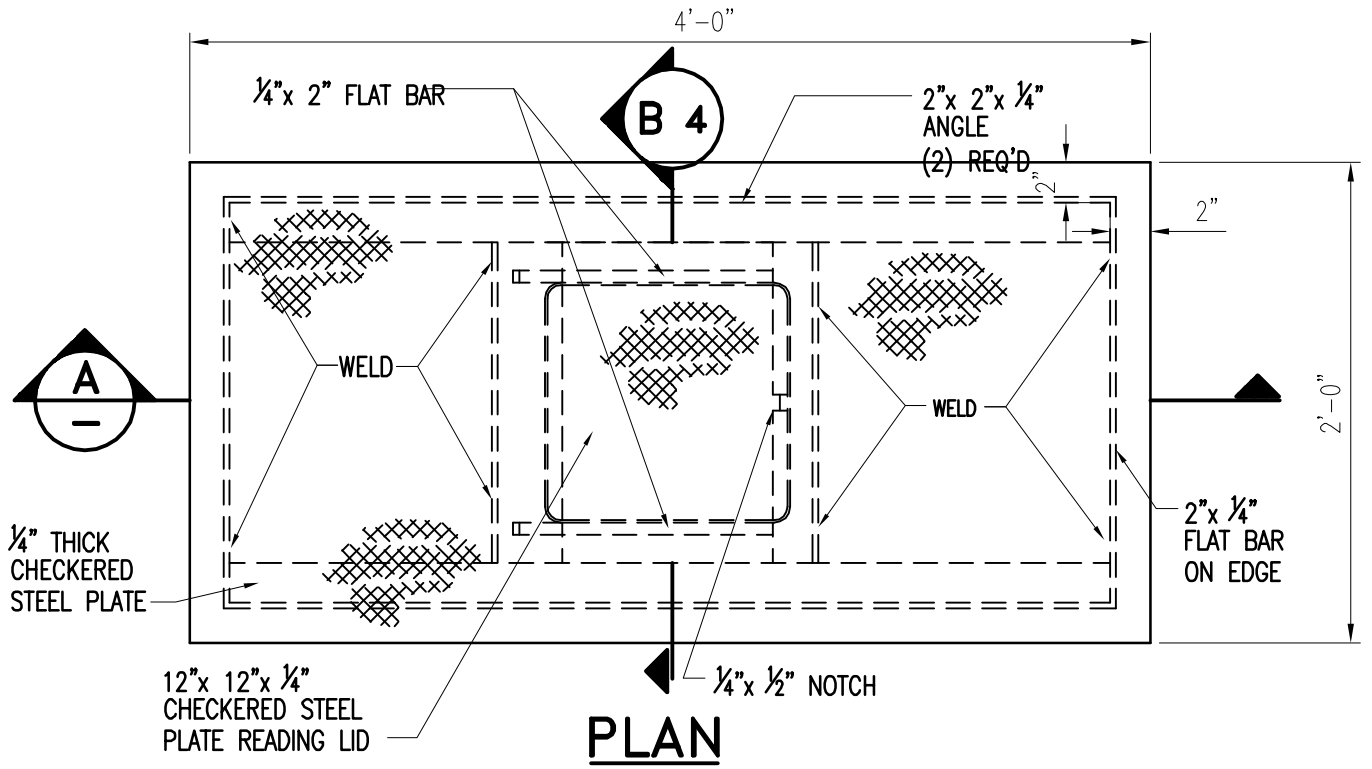 4'-0"
¼"x 2" FLAT BAR
B 4
2"x 2"x ¼"
ANGLE
(2) REQ'D
2"
2"
A
–
WELD
WELD
2'-0"
¼" THICK
CHECKERED
STEEL PLATE
2"x ¼"
FLAT BAR
ON EDGE
12"x 12"x ¼"
CHECKERED STEEL
PLATE READING LID
¼"x ½" NOTCH
PLAN